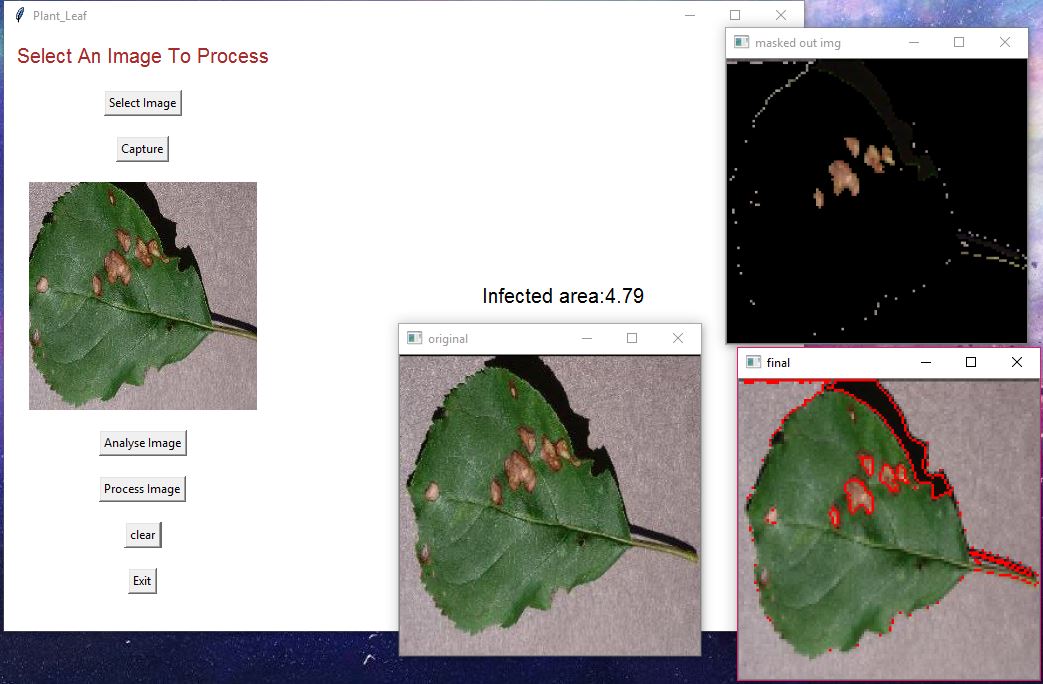 Plant_Leaf
Select An Image To Process
Select Image
Capture
Analyse Image
Process Image
clear
Exit
Infected area:4.79
original
masked out img
final